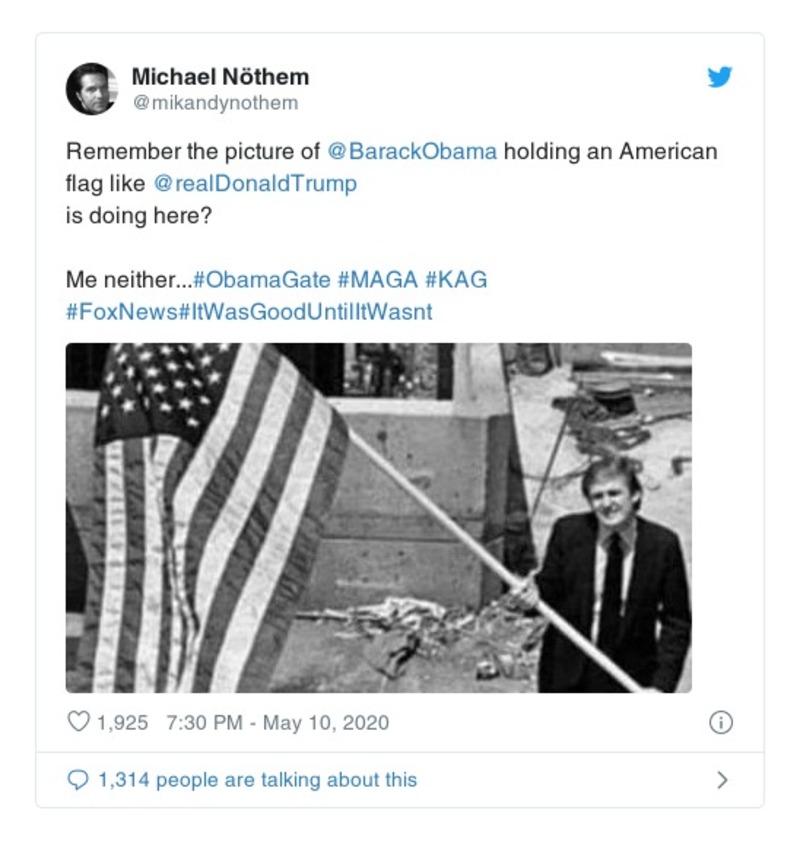 Michael Nöthem
@mikandynothem
Remember the picture of @BarackObama holding an American
flag like @realDonaldTrump
is doing here?
Me neither...#ObamaGate #MAGA #KAG
#FoxNews#ItWasGoodUntilItWasnt
1,925 7:30 PM - May 10, 2020
1,314 people are talking about this